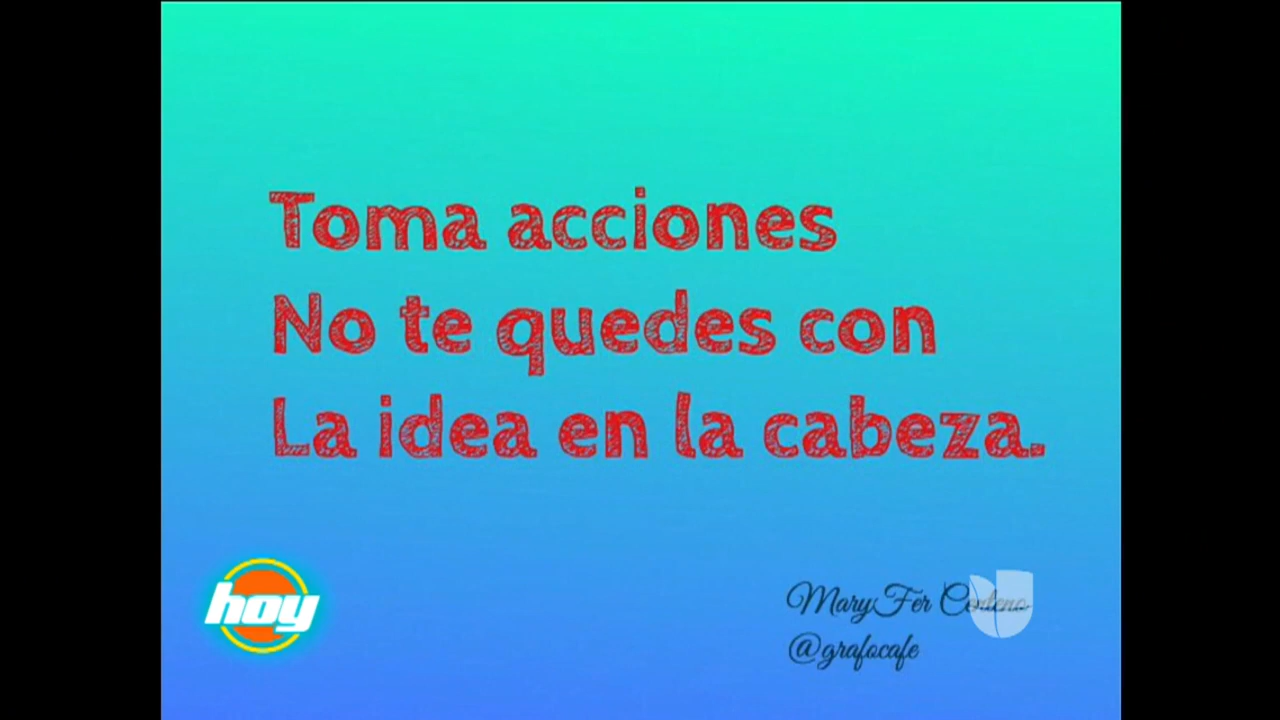 Toma acciones
No te quedes con
La idea en la cabeza.
hoy
MaryFer
@grafocafe